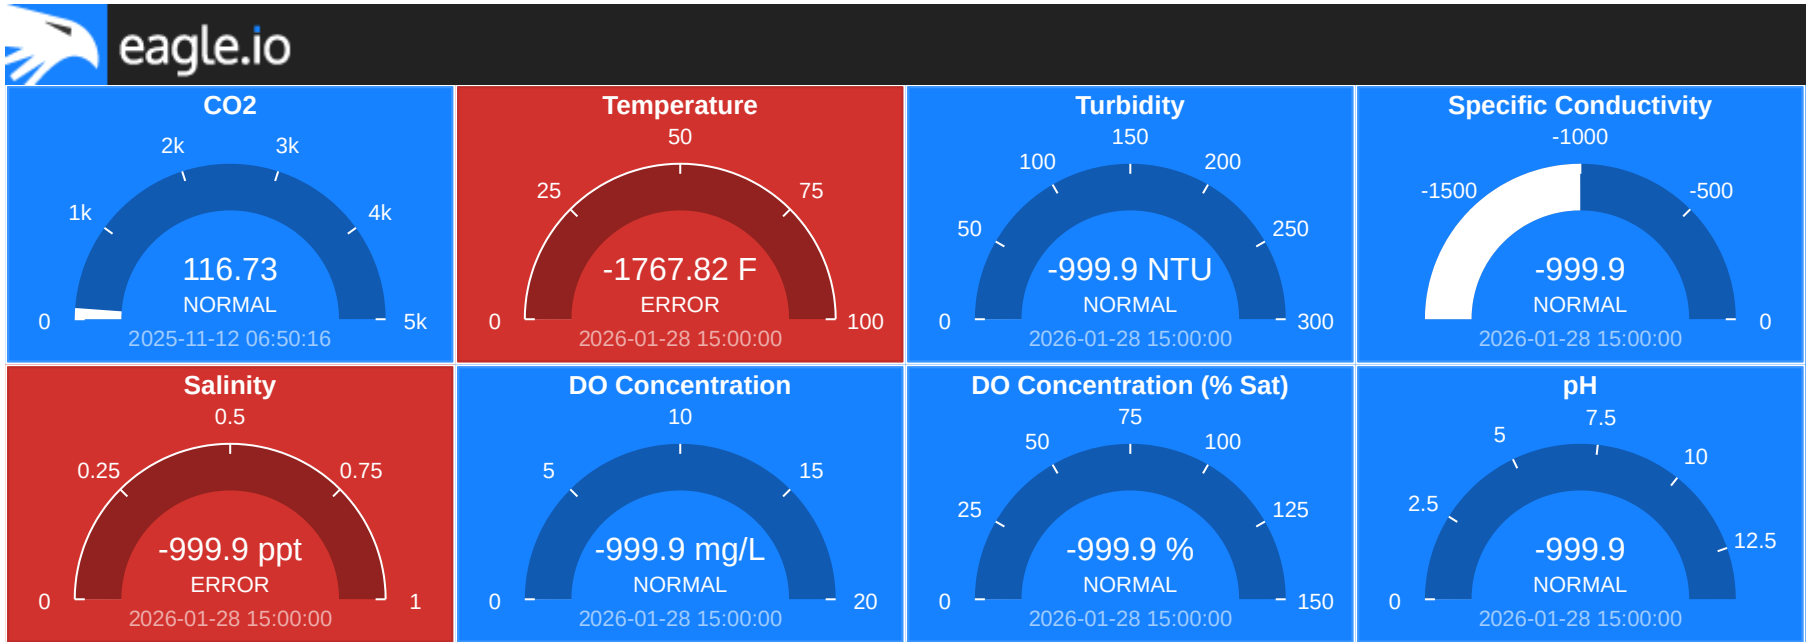 eagle.io
CO2
0
1k
2k
3k
4k
5k
116.73
NORMAL
2025-11-12 06:50:16
Temperature
0
25
50
75
100
-1767.82 F
ERROR
2026-01-28 15:00:00
Turbidity
0
50
100
150
200
250
300
-999.9 NTU
NORMAL
2026-01-28 15:00:00
Specific Conductivity
-1500
-1000
-500
0
-999.9
NORMAL
2026-01-28 15:00:00
Salinity
0
0.25
0.5
0.75
1
-999.9 ppt
ERROR
2026-01-28 15:00:00
DO Concentration
0
5
10
15
20
-999.9 mg/L
NORMAL
2026-01-28 15:00:00
DO Concentration (% Sat)
0
25
50
75
100
125
150
-999.9 %
NORMAL
2026-01-28 15:00:00
pH
0
2.5
5
7.5
10
12.5
-999.9
NORMAL
2026-01-28 15:00:00